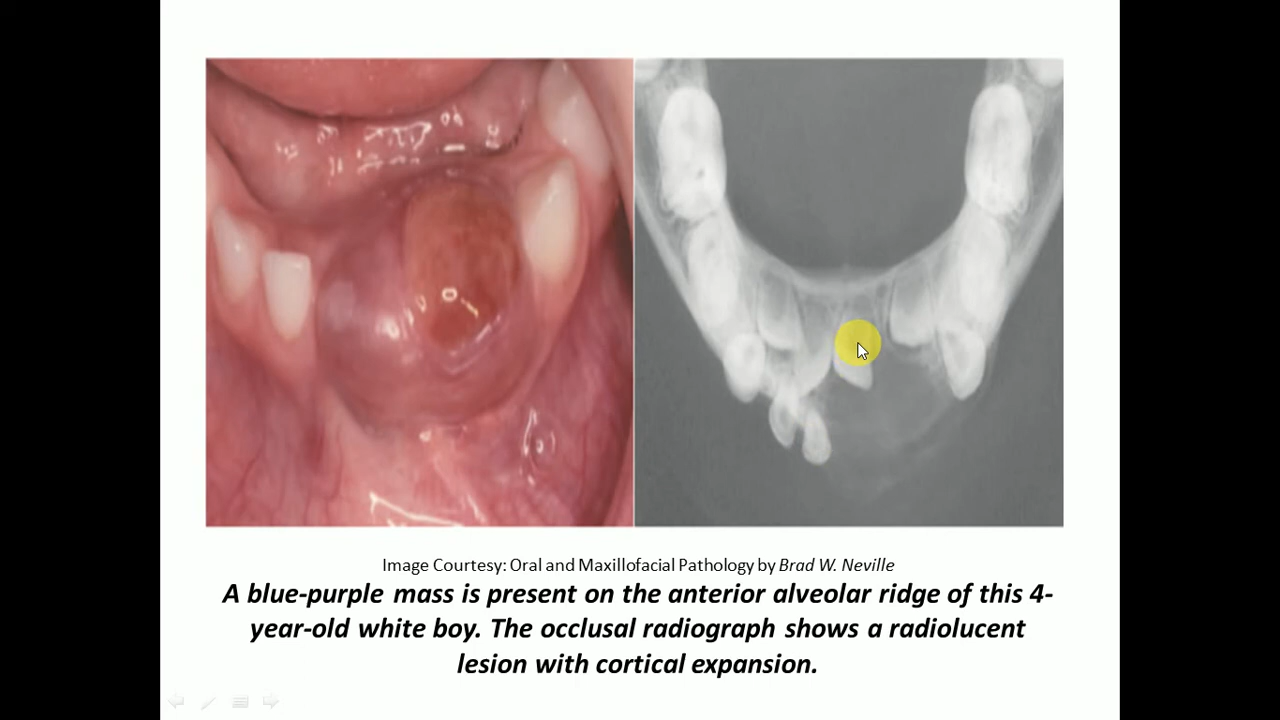 Image Courtesy: Oral and Maxillofacial Pathology by Brad W. Neville
A blue-purple mass is present on the anterior alveolar ridge of this 4-
year-old white boy. The occlusal radiograph shows a radiolucent
lesion with cortical expansion.